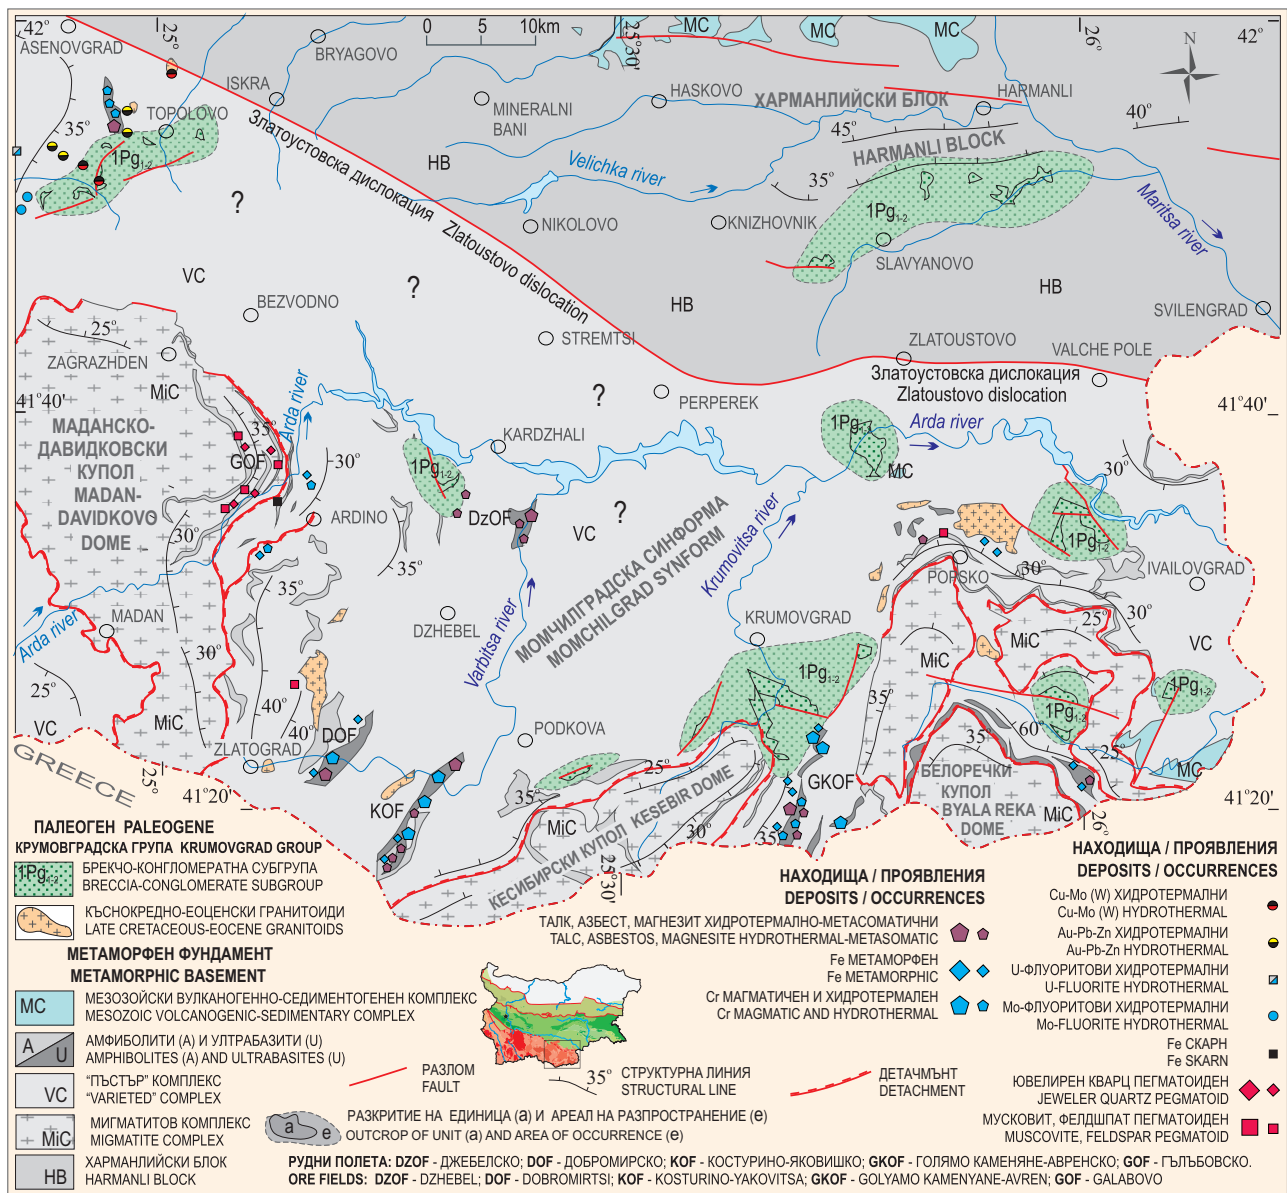 42°
25°
0 5 10km
25°30'
MC
MC
MC
26°
42°
N
ASENOVGRAD
BRYAGOVO
ISKRA
MINERALNI
BANI
HASKOVO
ХАРМАНЛИЙСКИ БЛОК
HARMANLI
40°
45°
HARMANLI BLOCK
35°
TOPOLOVO
1Pg1-2
Златоустовска дислокация
Zlatoustovo dislocation
HB
Velichka river
35°
1Pg1-2
Maritsa river
?
NIKOLOVO
KNIZHOVNIK
SLAVYANOVO
VC
?
HB
HB
BEZVODNO
SVILENGRAD
STREMTSI
ZLATOUSTOVO
VALCHE POLE
25°
ZAGRAZHDEN
MiC
Златоустовска дислокация
Zlatoustovo dislocation
?
PERPEREK
41°40'
41°40'
Arda river
МАДАНСКО-
ДАВИДКОВСКИ
КУПОЛ
MADAN-
DAVIDKOVO
DOME
35°
GOF
30°
KARDZHALI
1Pg1-2
1Pg1-2
Arda river
MC
ARDINO
DzOF
?
VC
30°
35°
35°
МОМЧИЛГРАДСКА СИНФОРМА
MOMCHILGRAD SYNFORM
Krumovitsa river
1Pg1-2
POPSKO
30°
IVAILOVGRAD
30°
25°
Arda river
MADAN
DZHEBEL
Varbitsa river
KRUMOVGRAD
MiC
MiC
VC
30°
25°
VC
MiC
40°
40°
DOF
1Pg1-2
35°
1Pg1-2
1Pg1-2
ZLATOGRAD
PODKOVA
60°
35°
25°
MC
GREECE
25°
41°20'
KOF
35°
25°
MiC
КЕСИБИРСКИ КУПОЛ KESEBIR DOME
30°
GKOF
35°
25°30'
MiC
БЕЛОРЕЧКИ
КУПОЛ
BYALA REKA
DOME
MiC
26°
41°20'
ПАЛЕОГЕН PALEOGENE
КРУМОВГРАДСКА ГРУПА KRUMOVGRAD GROUP
1Pg1-2
БРЕКЧО-КОНГЛОМЕРАТНА СУБГРУПА
BRECCIA-CONGLOMERATE SUBGROUP
КЪСНОКРЕДНО-ЕОЦЕНСКИ ГРАНИТОИДИ
LATE CRETACEOUS-EOCENE GRANITOIDS
МЕТАМОРФЕН ФУНДАМЕНТ
METAMORPHIC BASEMENT
MC
МЕЗОЗОЙСКИ ВУЛКАНОГЕННО-СЕДИМЕНТОГЕНЕН КОМПЛЕКС
MESOZOIC VOLCANOGENIC-SEDIMENTARY COMPLEX
A U
АМФИБОЛИТИ (А) И УЛТРАБАЗИТИ (U)
AMPHIBOLITES (A) AND ULTRABASITES (U)
VC
"ПЪСТЪР" КОМПЛЕКС
"VARIETED" COMPLEX
MiC
МИГМАТИТОВ КОМПЛЕКС
MIGMATITE COMPLEX
HB
ХАРМАНЛИЙСКИ БЛОК
HARMANLI BLOCK
РАЗЛОМ
FAULT
35°
СТРУКТУРНА ЛИНИЯ
STRUCTURAL LINE
ДЕТАЧМЪНТ
DETACHMENT
a e
РАЗКРИТИЕ НА ЕДИНИЦА (a) И АРЕАЛ НА РАЗПРОСТРАНЕНИЕ (e)
OUTCROP OF UNIT (a) AND AREA OF OCCURRENCE (e)
НАХОДИЩА / ПРОЯВЛЕНИЯ
DEPOSITS / OCCURRENCES
ТАЛК, АЗБЕСТ, МАГНЕЗИТ ХИДРОТЕРМАЛНО-МЕТАСОМАТИЧНИ
TALC, ASBESTOS, MAGNESITE HYDROTHERMAL-METASOMATIC
Fe МЕТАМОРФЕН
Fe METAMORPHIC
Cr МАГМАТИЧЕН И ХИДРОТЕРМАЛЕН
Cr MAGMATIC AND HYDROTHERMAL
НАХОДИЩА / ПРОЯВЛЕНИЯ
DEPOSITS / OCCURRENCES
Cu-Mo (W) ХИДРОТЕРМАЛНИ
Cu-Mo (W) HYDROTHERMAL
Au-Pb-Zn ХИДРОТЕРМАЛНИ
Au-Pb-Zn HYDROTHERMAL
U-ФЛУОРИТОВИ ХИДРОТЕРМАЛНИ
U-FLUORITE HYDROTHERMAL
Mo-ФЛУОРИТОВИ ХИДРОТЕРМАЛНИ
Mo-FLUORITE HYDROTHERMAL
Fe СКАРН
Fe SKARN
ЮВЕЛИРЕН КВАРЦ ПЕГМАТОИДЕН
JEWELER QUARTZ PEGMATOID
МУСКОВИТ, ФЕЛДШПАТ ПЕГМАТОИДЕН
MUSCOVITE, FELDSPAR PEGMATOID
РУДНИ ПОЛЕТА: DZOF - ДЖЕБЕЛСКО; DOF - ДОБРОМИРСКО; KOF - КОСТУРИНО-ЯКОВИШКО; GKOF - ГОЛЯМО КАМЕНЯНЕ-АВРЕНСКО; GOF - ГЪЛЪБОВСКО.
ORE FIELDS: DZOF - DZHEBEL; DOF - DOBROMIRTSI; KOF - KOSTURINO-YAKOVITSA; GKOF - GOLYAMO KAMENYANE-AVREN; GOF - GALABOVO